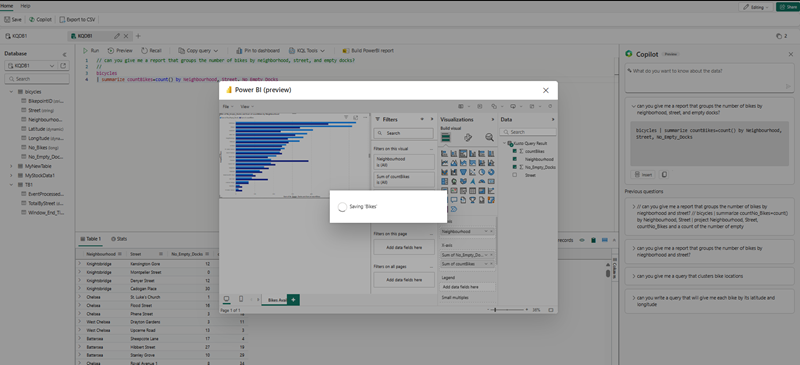 Home Help
Editing Share
Save Copilot Export to CSV
KQDB1 KQDB1 2
Database
KQDB1
Search
bicycles
BikepointID (string)
Street (string)
Neighbourhood
Latitude (dynamic)
Longitude
No_Bikes (long)
No_Empty_Docks
MyNewTable
MyStockData1
TB1
EventProcessed
TotalByStreet
Window_End_Ti
Run Preview Recall Copy query Pin to dashboard KQL Tools Build PowerBI report
// can you give me a report that groups the number of bikes by neighborhood, street, and empty docks?
//
bicycles
| summarize countBikes=count() by Neighbourhood, Street, No_Empty_Docks
Power BI (preview)
File View
Filters
Search
Filters on this visual
Neighbourhood
is (All)
Sum of countBikes
is (All)
Filters on this page
Add data fields here
Filters on all pages
Add data fields here
Visualizations
Build visual
Neighbourhood
X-axis
Sum of No_Empty_Do...
Sum of countBikes
Legend
Add data fields here
Small multiples
Data
Search
Kusto Query Result
countBikes
Neighbourhood
No_Empty_Docks
Street
Saving 'Bikes'
Page 1 of 1
Table 1 Stats records
Neighbourhood Street No_Empty_Docks
Knightsbridge Kensington Gore 12
Knightsbridge Montpelier Street 0
Knightsbridge Denyer Street 12
Knightsbridge Cadogan Place 30
Chelsea St. Luke's Church 1
Chelsea Flood Street 16
Chelsea Phene Street 3 16
West Chelsea Drayton Gardens 5 11
West Chelsea Upcerne Road 15 3
Battersea Sheepcote Lane 17 4
Battersea Hibbert Street 27 16
Battersea Stanley Grove 10 24
Chelsea Royal Avenue 1
Copilot Preview
What do you want to know about the data?
can you give me a report that groups the number of bikes by
neighborhood, street, and empty docks?
bicycles | summarize countBikes=count() by Neighbourhood,
Street, No_Empty_Docks
Insert
Previous questions
// can you give me a report that groups the number of bikes by
nieghborhood and street? // bicycles | summarize countNo_Bikes=count()
by Neighbourhood, Street | project Neighbourhood, Street,
countNo_Bikes and a count of the number of empty
can you give me a report that groups the number of bikes by
nieghborhood and street?
can you give me a query that clusters bike locations
can you write a query that will give me each bike by its latitude and
longitude